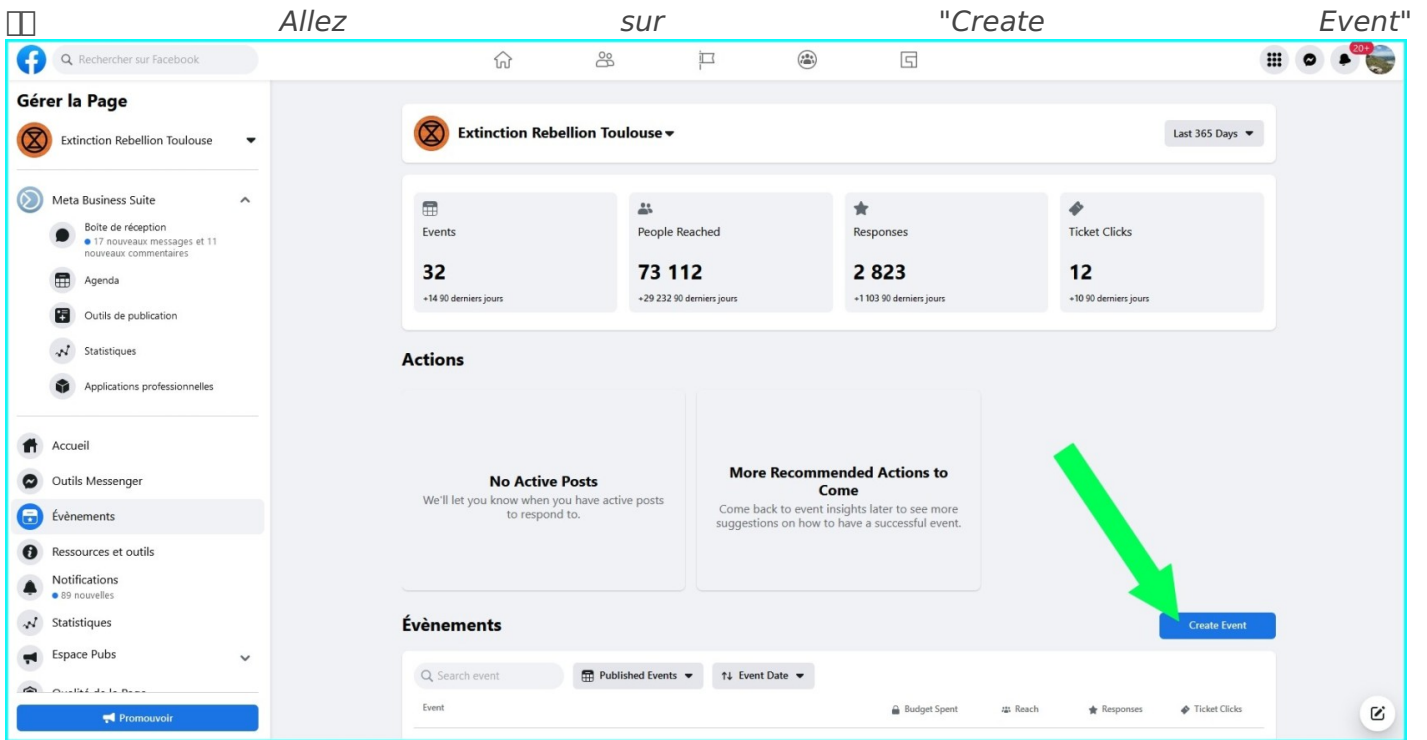 Allez sur "Create Event"
Rechercher sur Facebook
20+
Gérer la Page
Extinction Rebellion Toulouse
Meta Business Suite
Boîte de réception
17 nouveaux messages et 11
nouveaux commentaires
Agenda
Outils de publication
Statistiques
Applications professionnelles
Accueil
Outils Messenger
Évènements
Ressources et outils
Notifications
89 nouvelles
Statistiques
Espace Pubs
Qualité de la Page
Promouvoir
Extinction Rebellion Toulouse
Last 365 Days
Events
32
+14 90 derniers jours
People Reached
73 112
+29 232 90 derniers jours
Responses
2 823
+1 103 90 derniers jours
Ticket Clicks
12
+10 90 derniers jours
Actions
No Active Posts
We'll let you know when you have active posts
to respond to.
More Recommended Actions to
Come
Come back to event insights later to see more
suggestions on how to have a successful event.
Évènements
Create Event
Search event
Published Events
Event Date
Event
Budget Spent
Reach
Responses
Ticket Clicks